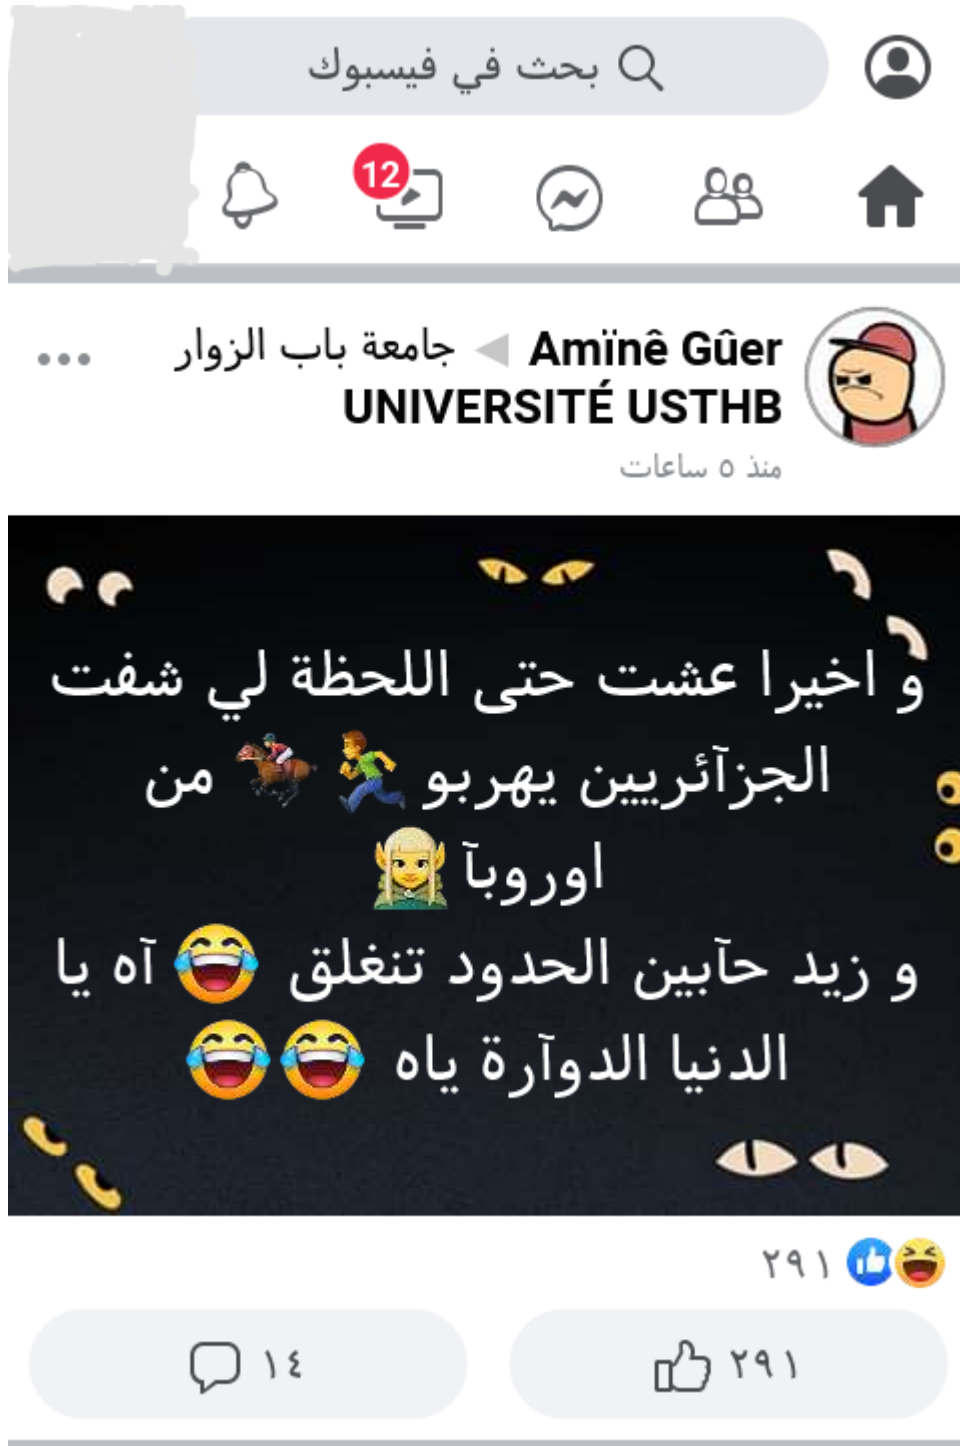 بحث في فيسبوك
12
Amïnê Gûer ◀ جامعة باب الزوار
UNIVERSITÉ USTHB
منذ ٥ ساعات
و اخيرا عشت حتى اللحظة لي شفت
الجزآئريين يهربو 🏃🏇 من
اوروبآ 🧝
و زيد حآبين الحدود تنغلق 😂 آه يا
الدنيا الدوآرة ياه 😂😂
٢٩١
٢٩١
١٤